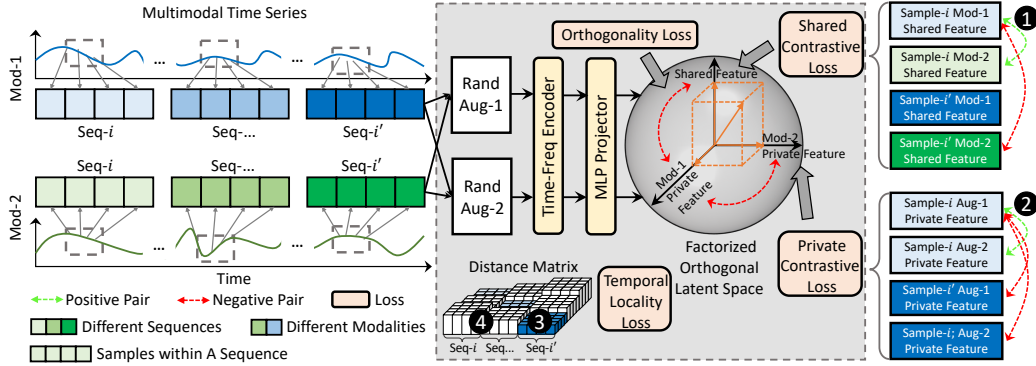 Multimodal Time Series
Mod-1
...
...
Seq-i
Seq-...
Seq-i′
Seq-i
Seq-...
Seq-i′
Mod-2
...
...
Time
Positive Pair
Negative Pair
Loss
Different Sequences
Different Modalities
Samples within A Sequence
Rand
Aug-1
Rand
Aug-2
Time-Freq Encoder
MLP Projector
Orthogonality Loss
Shared
Contrastive
Loss
Shared Feature
Mod-2
Private Feature
Mod-1
Private
Feature
Factorized
Orthogonal
Latent Space
Private
Contrastive
Loss
Distance Matrix
4
3
Seq-i
Seq...
Seq-i′
Temporal
Locality
Loss
1
Sample-i Mod-1
Shared Feature
Sample-i Mod-2
Shared Feature
Sample-i′ Mod-1
Shared Feature
Sample-i′ Mod-2
Shared Feature
2
Sample-i Aug-1
Private Feature
Sample-i Aug-2
Private Feature
Sample-i′ Aug-1
Private Feature
Sample-i; Aug-2
Private Feature